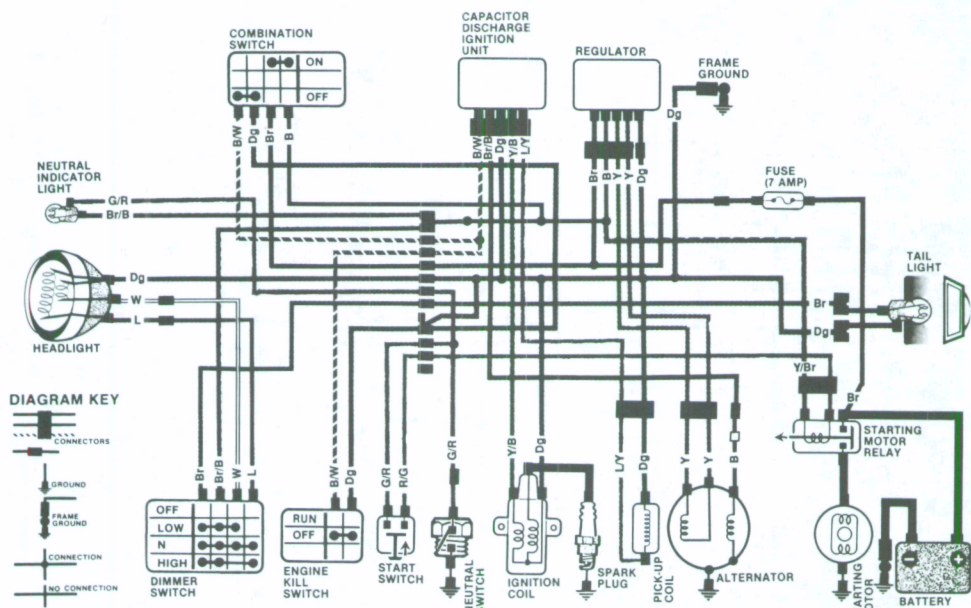 COMBINATION
SWITCH
ON
OFF
CAPACITOR
DISCHARGE
IGNITION
UNIT
REGULATOR
FRAME
GROUND
Dg
B/W
Dg
Br
B
B/W
Br/B
Dg
Y/B
L/Y
Br
B
Y
Y
Dg
FUSE
(7 AMP)
NEUTRAL
INDICATOR
LIGHT
G/R
Br/B
TAIL
LIGHT
Dg
W
L
HEADLIGHT
Br
Dg
Y/Br
Br
DIAGRAM KEY
CONNECTORS
GROUND
FRAME
GROUND
CONNECTION
NO CONNECTION
STARTING
MOTOR
RELAY
Br
Br/B
W
L
B/W
Dg
G/R
R/G
G/R
Y/B
Dg
L/Y
Dg
Y
Y
B
OFF
LOW
N
HIGH
DIMMER
SWITCH
RUN
OFF
ENGINE
KILL
SWITCH
START
SWITCH
NEUTRAL
SWITCH
IGNITION
COIL
SPARK
PLUG
PICK-UP
COIL
ALTERNATOR
BATTERY